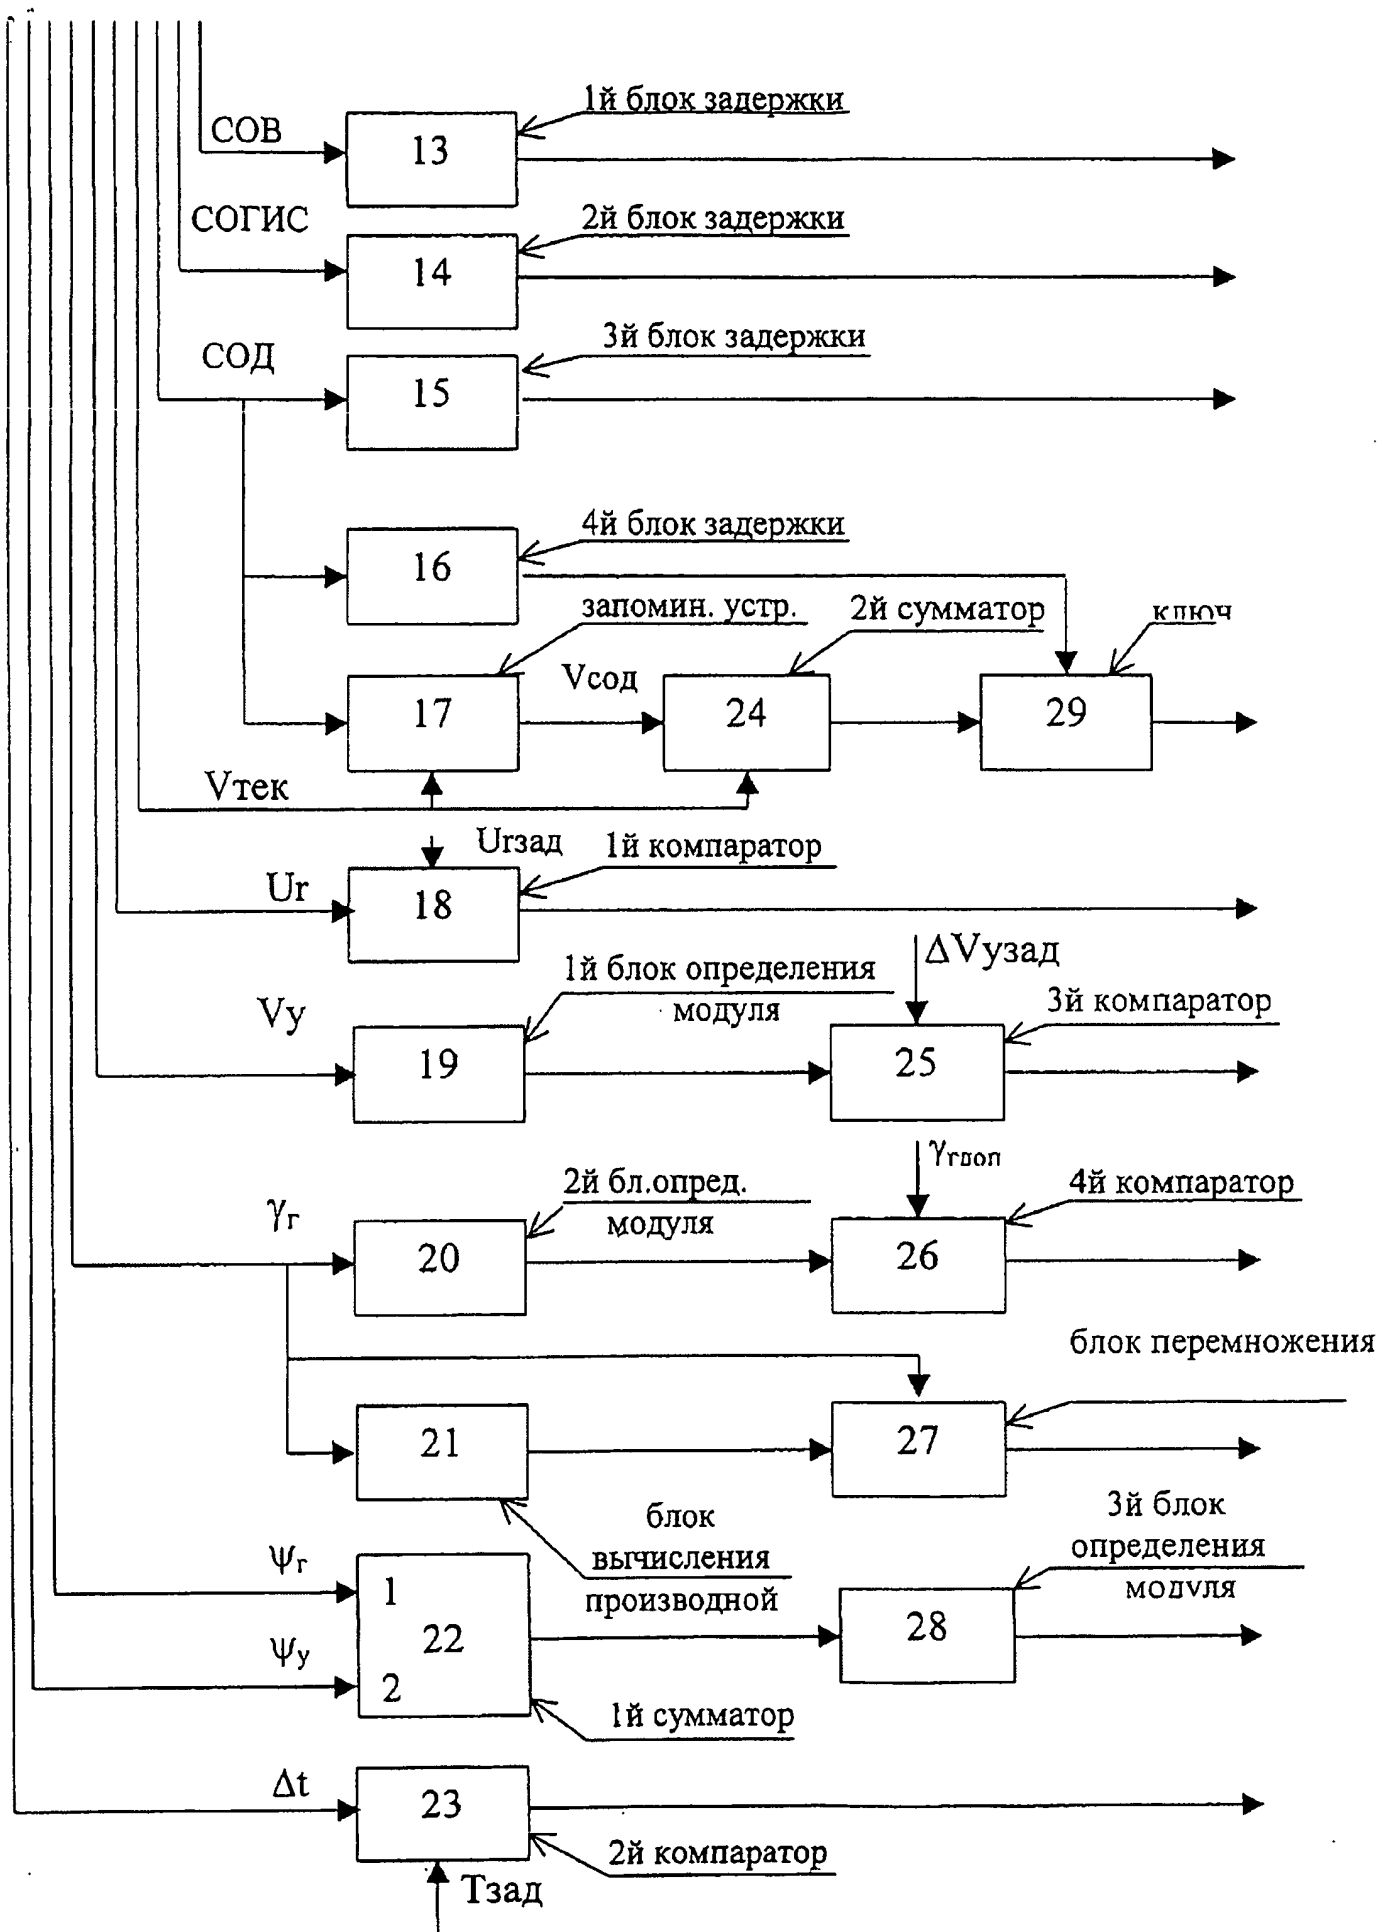 1й блок задержки
СОВ
13
2й блок задержки
СОГИС
14
3й блок задержки
СОД
15
4й блок задержки
16
запомин. устр.
2й сумматор
ключ
Vсод
17
24
29
Vтек
Urзад
1й компаратор
Ur
18
ΔVузад
1й блок определения
модуля
3й компаратор
Vу
19
25
γгдоп
2й бл.опред.
модуля
4й компаратор
γг
20
26
блок перемножения
21
27
блок
вычисления
производной
3й блок
определения
модуля
ψг
1
22
28
ψу
2
1й сумматор
Δt
23
2й компаратор
Тзад